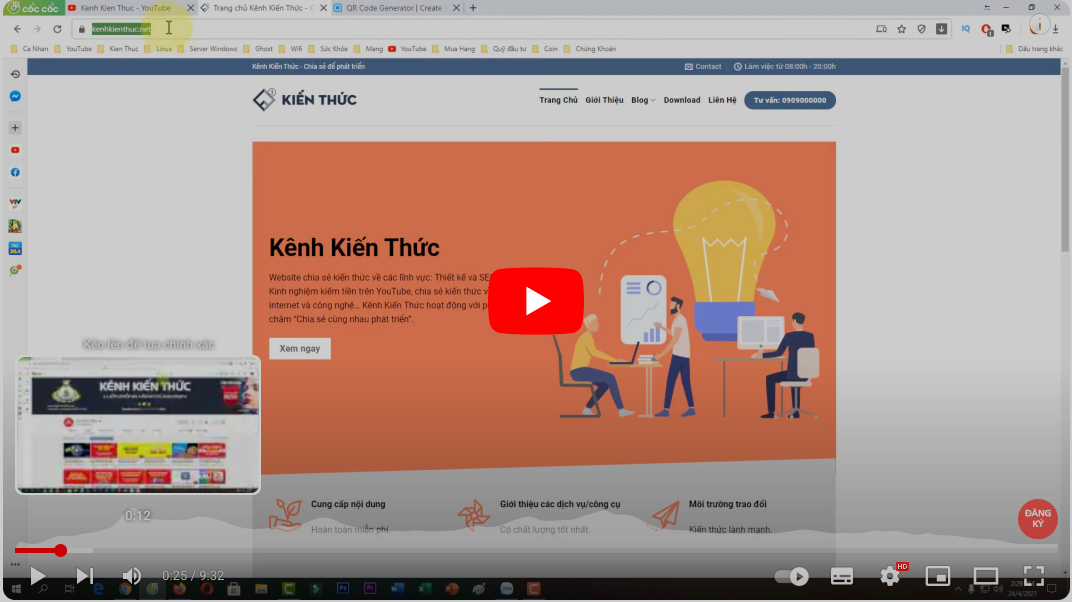 CỐC CỐC
Kenh Kien Thuc - YouTube
Trang chủ Kênh Kiến Thức - C
QR Code Generator | Create
kenhkienthuc.net
Ca Nhan
YouTube
Kien Thuc
Linux
Server Windows
Ghost
Wifi
Sức Khỏe
Mạng
YouTube
Mua Hang
Quỹ đầu tư
Coin
Chứng Khoán
Dấu trang khác
Kênh Kiến Thức - Chia sẻ để phát triển
Contact
Làm việc từ 08:00h - 20:00h
KIẾN THỨC
Trang Chủ
Giới Thiệu
Blog
Download
Liên Hệ
Tư vấn: 0909000000
Kênh Kiến Thức
Website chia sẻ kiến thức về các lĩnh vực: Thiết kế và SE
Kinh nghiệm kiếm tiền trên YouTube, chia sẻ kiến thức v
internet và công nghệ... Kênh Kiến Thức hoạt động với p
châm "Chia sẻ cùng nhau phát triển".
Xem ngay
Kéo lên để tua chính xác
KÊNH KIẾN THỨC
0:12
Cung cấp nội dung
Hoàn toàn miễn phí.
Giới thiệu các dịch vụ/công cụ
Có chất lượng tốt nhất.
Môi trường trao đổi
Kiến thức lành mạnh.
ĐĂNG
KÝ
0:25 / 9:32
HD
24/4/2021